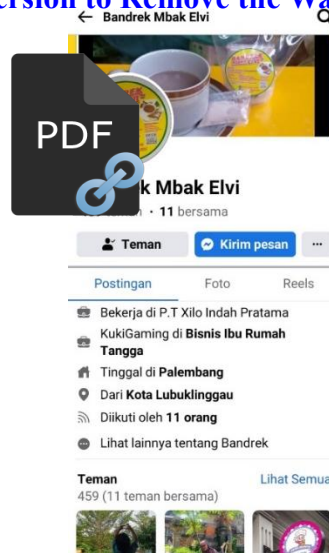 ersion to Remove the Wa
Bandrek Mbak Elvi
PDF
k Mbak Elvi
· 11 bersama
Teman
Kirim pesan
Postingan Foto Reels
Bekerja di P.T Xilo Indah Pratama
KukiGaming di Bisnis Ibu Rumah
Tangga
Tinggal di Palembang
Dari Kota Lubuklinggau
Diikuti oleh 11 orang
Lihat lainnya tentang Bandrek
Teman Lihat Semua
459 (11 teman bersama)